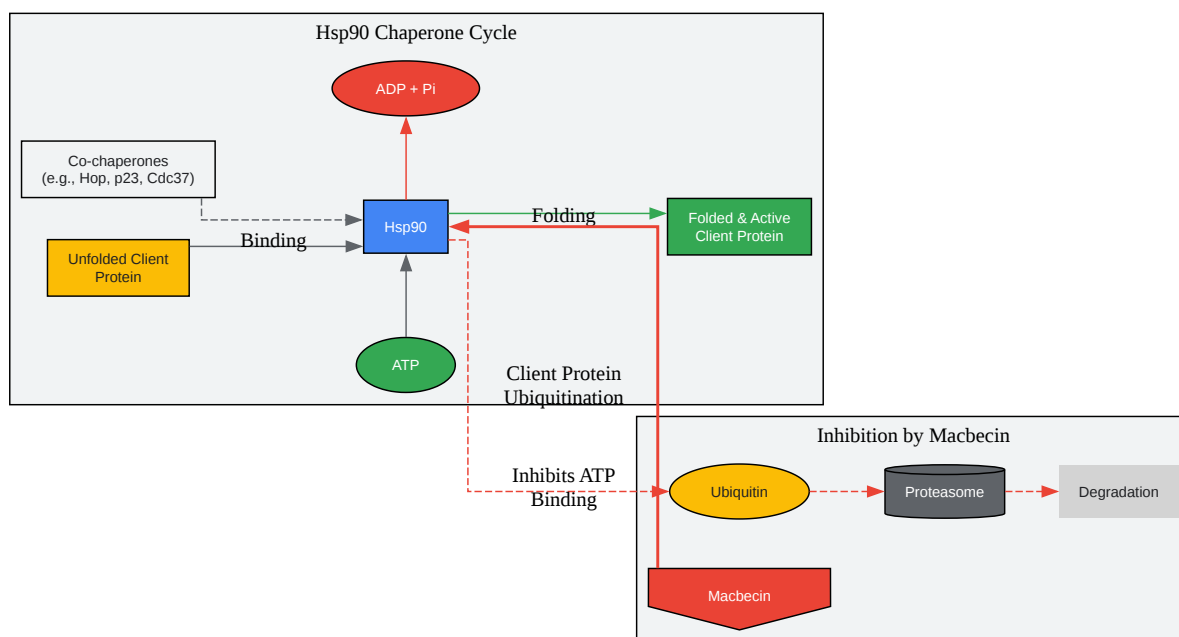 Hsp90 Chaperone Cycle
ADP + Pi
Co-chaperones
(e.g., Hop, p23, Cdc37)
Hsp90
Folding
Folded & Active
Client Protein
Binding
Unfolded Client
Protein
ATP
Client Protein
Ubiquitination
Inhibition by Macbecin
Inhibits ATP
Binding
Ubiquitin
Proteasome
Degradation
Macbecin